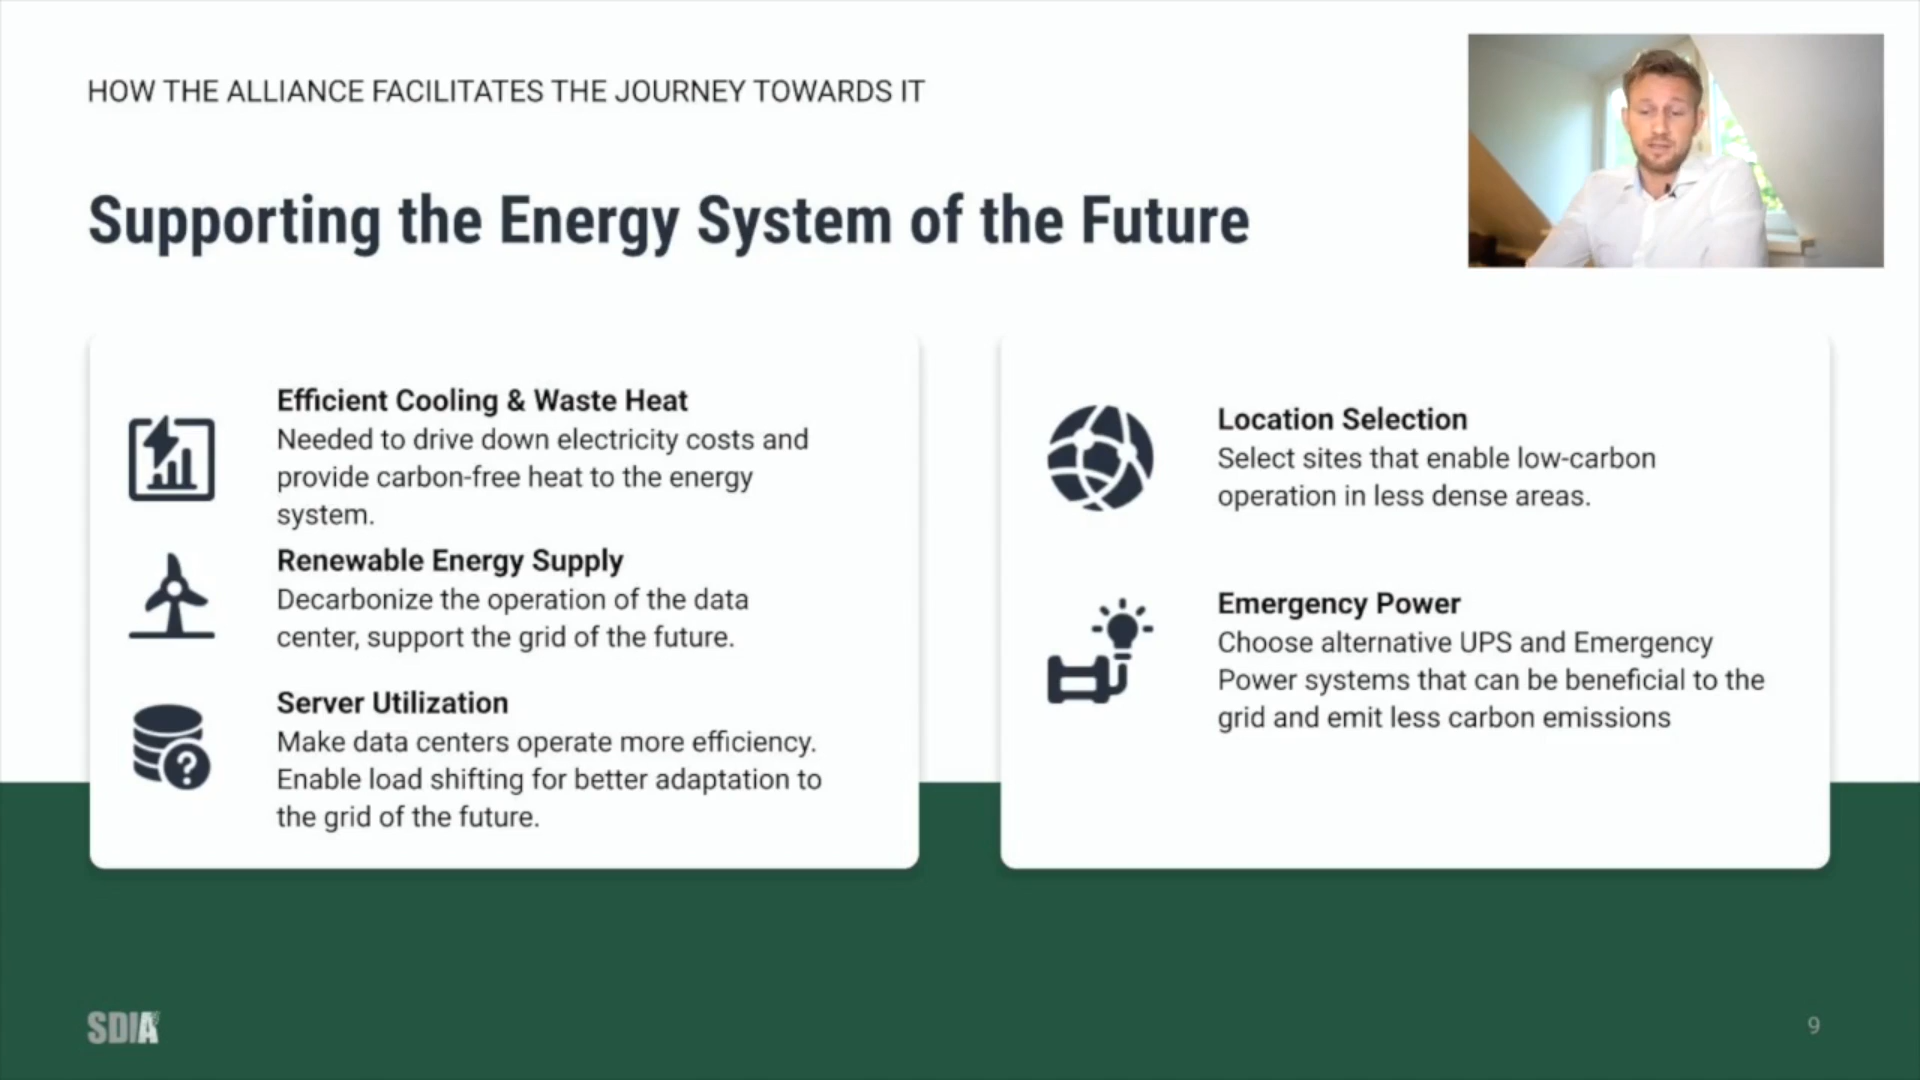 HOW THE ALLIANCE FACILITATES THE JOURNEY TOWARDS IT
Supporting the Energy System of the Future
Efficient Cooling & Waste Heat
Needed to drive down electricity costs and
provide carbon-free heat to the energy
system.
Renewable Energy Supply
Decarbonize the operation of the data
center, support the grid of the future.
Server Utilization
Make data centers operate more efficiency.
Enable load shifting for better adaptation to
the grid of the future.
Location Selection
Select sites that enable low-carbon
operation in less dense areas.
Emergency Power
Choose alternative UPS and Emergency
Power systems that can be beneficial to the
grid and emit less carbon emissions
SDIA
9